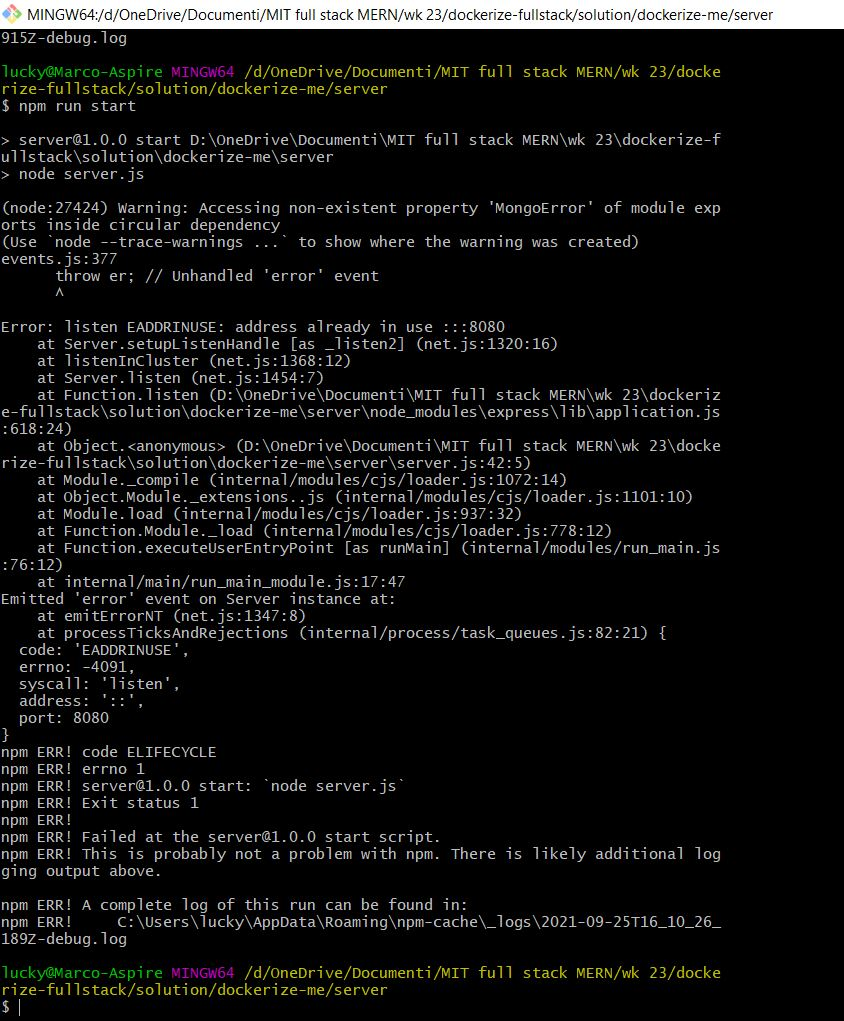 MINGW64:/d/OneDrive/Documenti/MIT full stack MERN/wk 23/dockerize-fullstack/solution/dockerize-me/server
915Z-debug.log
lucky@Marco-Aspire MINGW64 /d/OneDrive/Documenti/MIT full stack MERN/wk 23/docke
rize-fullstack/solution/dockerize-me/server
$ npm run start
> server@1.0.0 start D:\OneDrive\Documenti\MIT full stack MERN\wk 23\dockerize-f
ullstack\solution\dockerize-me\server
> node server.js
(node:27424) Warning: Accessing non-existent property 'MongoError' of module exp
orts inside circular dependency
(Use `node --trace-warnings ...` to show where the warning was created)
events.js:377
      throw er; // Unhandled 'error' event
      ^
Error: listen EADDRINUSE: address already in use :::8080
    at Server.setupListenHandle [as _listen2] (net.js:1320:16)
    at listenInCluster (net.js:1368:12)
    at Server.listen (net.js:1454:7)
    at Function.listen (D:\OneDrive\Documenti\MIT full stack MERN\wk 23\dockeriz
e-fullstack\solution\dockerize-me\server\node_modules\express\lib\application.js
:618:24)
    at Object.<anonymous> (D:\OneDrive\Documenti\MIT full stack MERN\wk 23\docke
rize-fullstack\solution\dockerize-me\server\server.js:42:5)
    at Module._compile (internal/modules/cjs/loader.js:1072:14)
    at Object.Module._extensions..js (internal/modules/cjs/loader.js:1101:10)
    at Module.load (internal/modules/cjs/loader.js:937:32)
    at Function.Module._load (internal/modules/cjs/loader.js:778:12)
    at Function.executeUserEntryPoint [as runMain] (internal/modules/run_main.js
:76:12)
    at internal/main/run_main_module.js:17:47
Emitted 'error' event on Server instance at:
    at emitErrorNT (net.js:1347:8)
    at processTicksAndRejections (internal/process/task_queues.js:82:21) {
  code: 'EADDRINUSE',
  errno: -4091,
  syscall: 'listen',
  address: '::',
  port: 8080
}
npm ERR! code ELIFECYCLE
npm ERR! errno 1
npm ERR! server@1.0.0 start: `node server.js`
npm ERR! Exit status 1
npm ERR!
npm ERR! Failed at the server@1.0.0 start script.
npm ERR! This is probably not a problem with npm. There is likely additional log
ging output above.
npm ERR! A complete log of this run can be found in:
npm ERR!     C:\Users\lucky\AppData\Roaming\npm-cache\_logs\2021-09-25T16_10_26_
189Z-debug.log
lucky@Marco-Aspire MINGW64 /d/OneDrive/Documenti/MIT full stack MERN/wk 23/docke
rize-fullstack/solution/dockerize-me/server
$